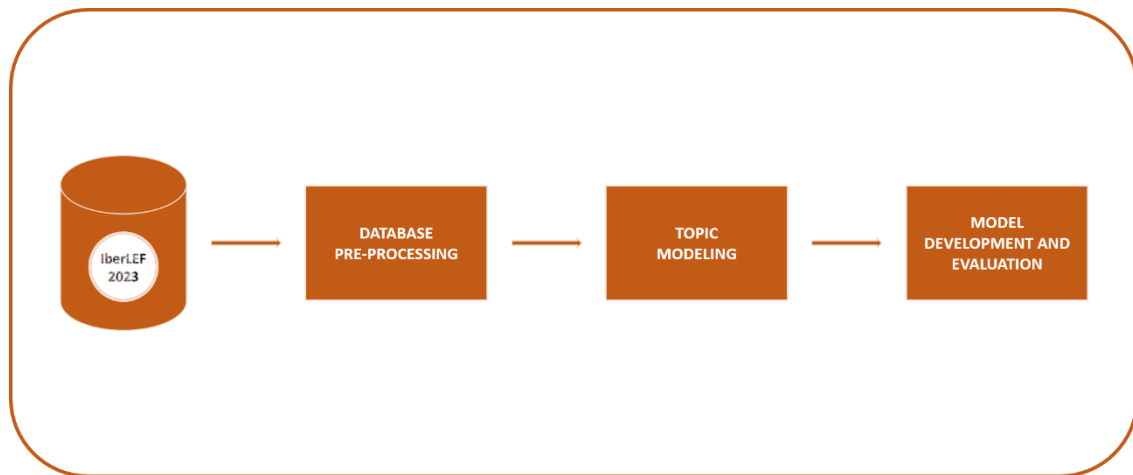 IberLEF
2023
DATABASE
PRE-PROCESSING
TOPIC
MODELING
MODEL
DEVELOPMENT AND
EVALUATION